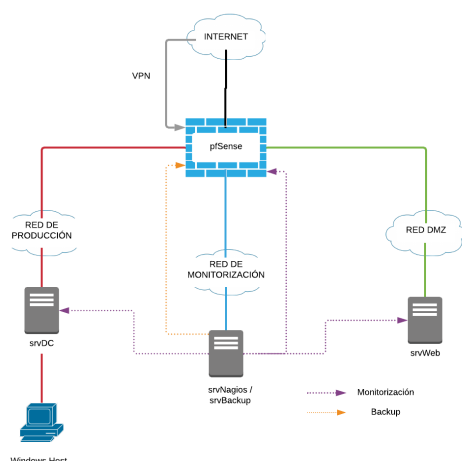 INTERNET
VPN
pfSense
RED DE
PRODUCCIÓN
RED DMZ
RED DE
MONITORIZACIÓN
srvDC
srvWeb
srvNagios /
srvBackup
Monitorización
Backup
Windows Host